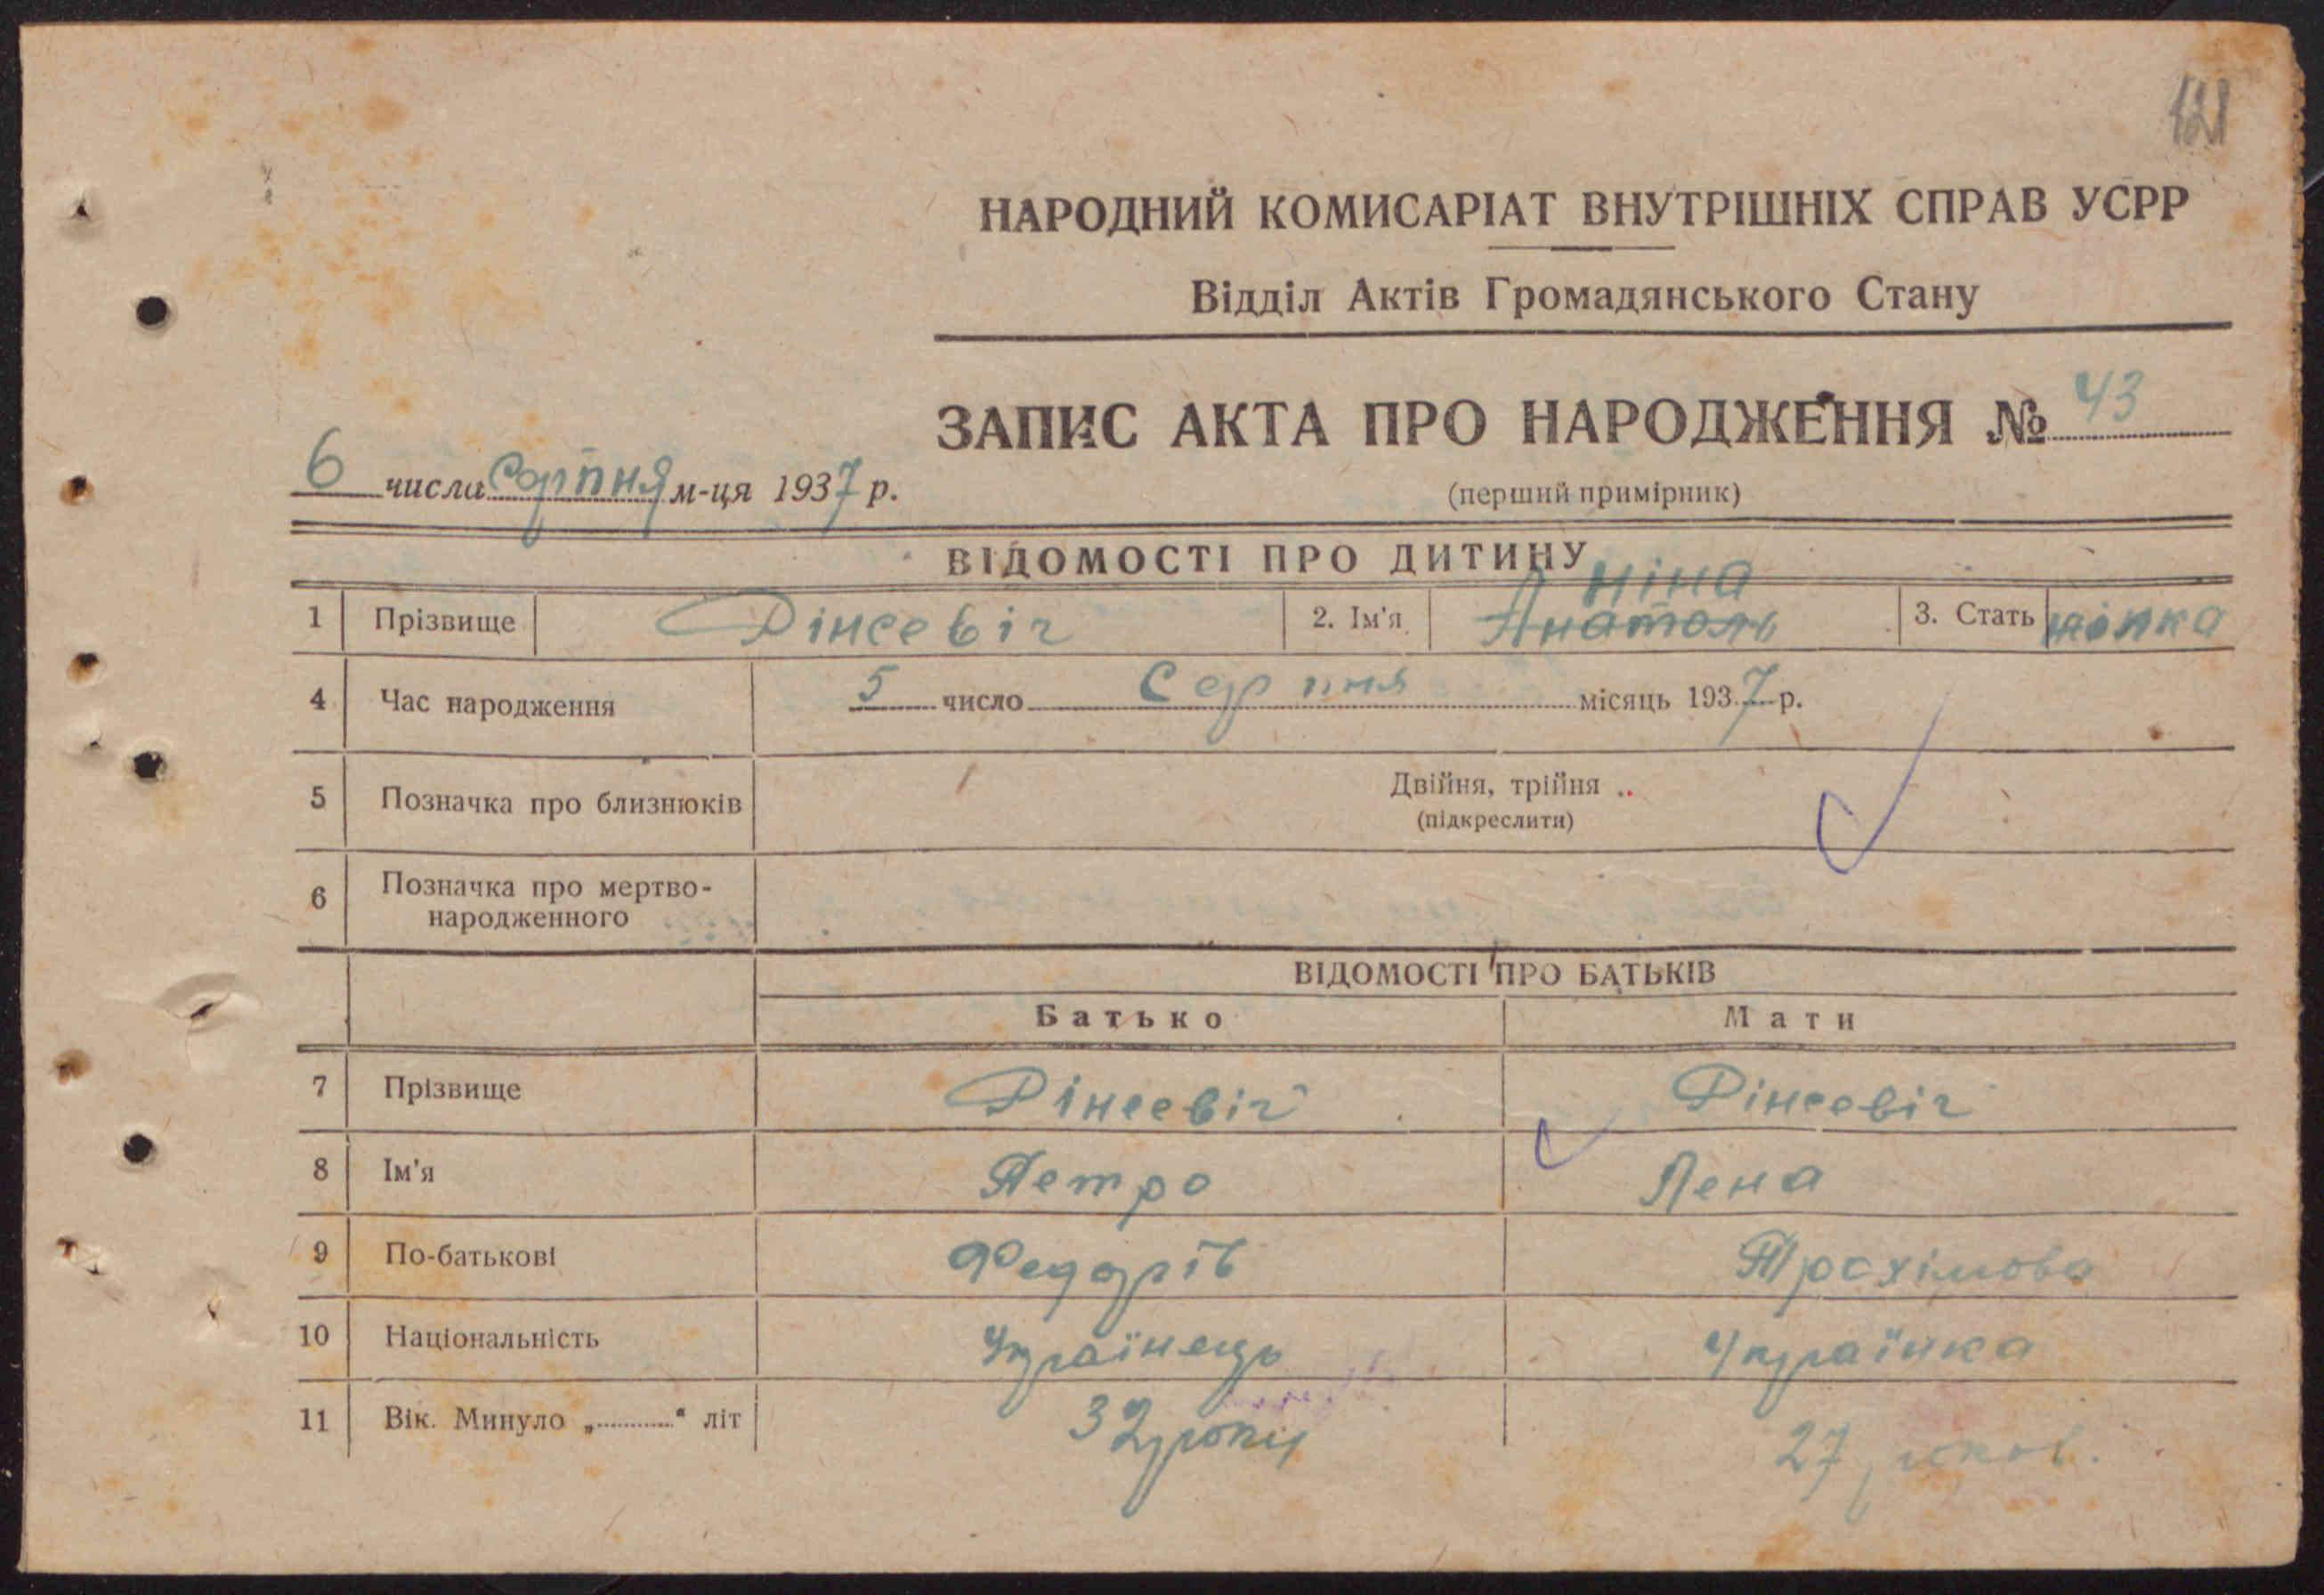 121
НАРОДНИЙ КОМИСАРІАТ ВНУТРІШНІХ СПРАВ УСРР
Відділ Актів Громадянського Стану
ЗАПИС АКТА ПРО НАРОДЖЕННЯ № 43
6 числа Серпня м-ця 1937 р.
(перший примірник)
ВІДОМОСТІ ПРО ДИТИНУ
Ніна
1 Прізвище Рінсевіч 2. Ім'я Анатоль 3. Стать жінка
4 Час народження 5 число Серпня місяць 1937 р.
5 Позначка про близнюків Двійня, трійня ..
(підкреслити)
6 Позначка про мертво-
народженного
ВІДОМОСТІ ПРО БАТЬКІВ
Батько Мати
7 Прізвище Рінсевіч Рінсевіч
8 Ім'я Петро Лена
9 По-батькові Федорів Трохімова
10 Національність Українець Українка
11 Вік. Минуло „............“ літ 32 роки 27 років.